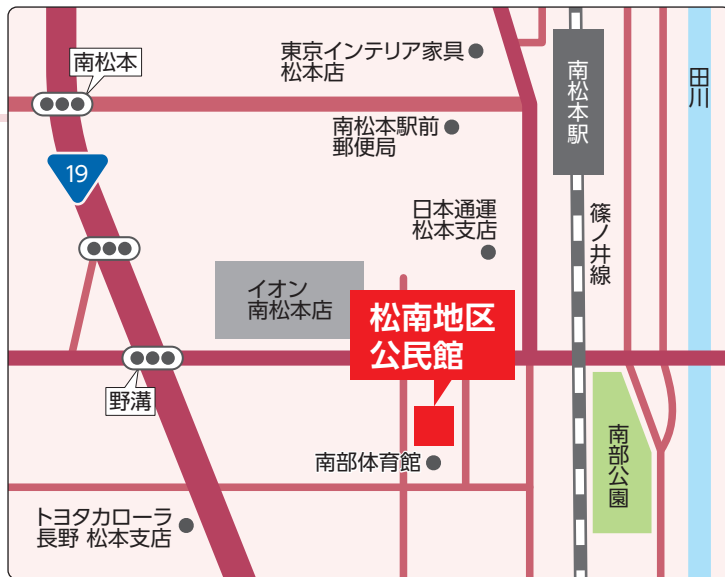 南松本
東京インテリア家具
松本店
南松本駅
田川
南松本駅前
郵便局
19
日本通運
松本支店
篠ノ井線
イオン
南松本店
松南地区
公民館
野溝
南部体育館
南部公園
トヨタカローラ
長野 松本支店